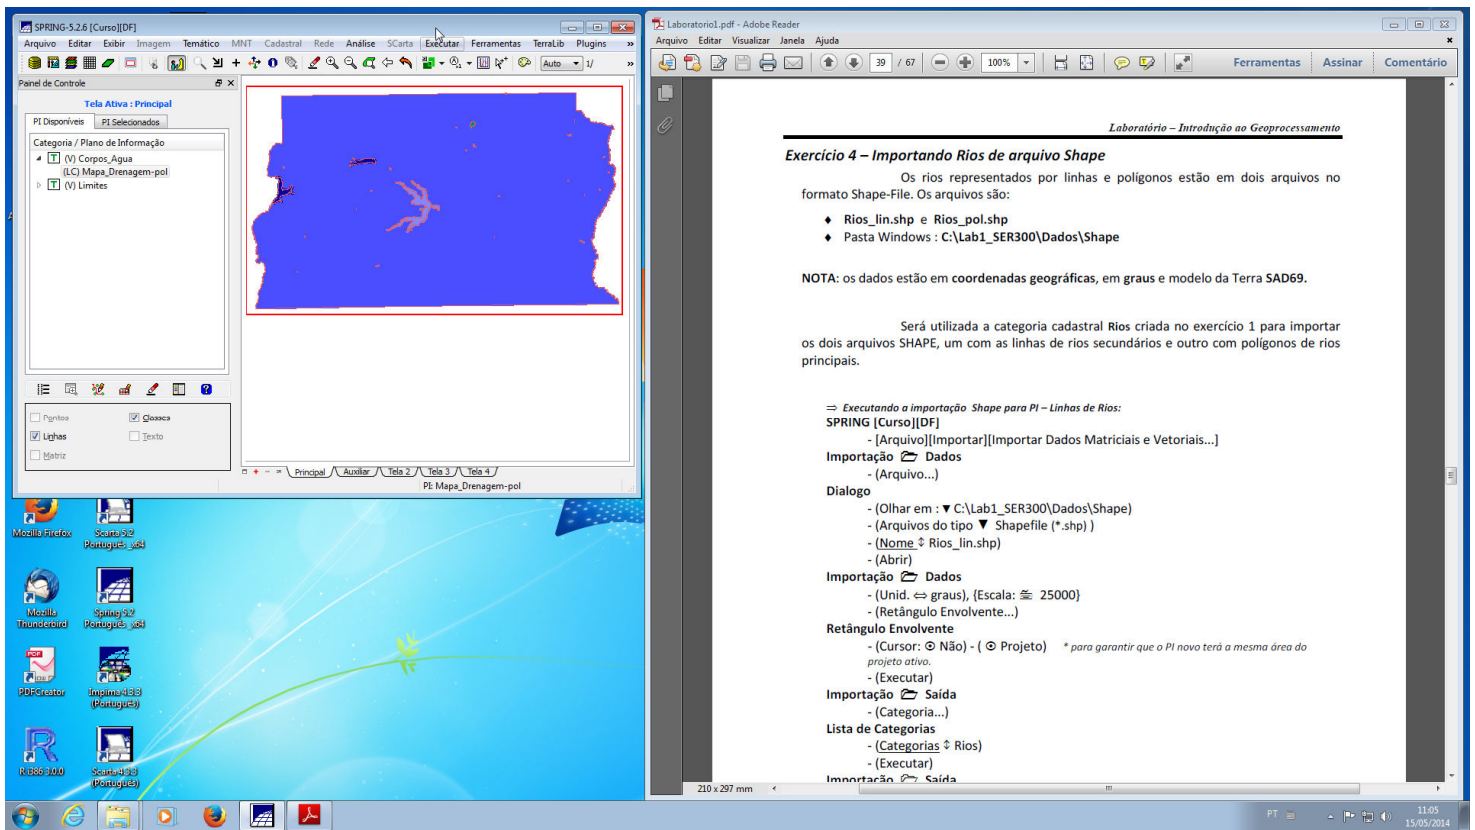 SPRING-5.2.6 [Curso][DF]
Arquivo Editar Exibir Imagem Temático MNT Cadastral Rede Análise SCarta Executar Ferramentas TerraLib Plugins »
Auto 1/ »
Painel de Controle
Tela Ativa : Principal
PI Disponíveis PI Selecionados
Categoria / Plano de Informação
T (V) Corpos_Agua
(LC) Mapa_Drenagem-pol
T (V) Limites
Pontos Classes
Linhas Texto
Matriz
Principal Auxiliar Tela 2 Tela 3 Tela 4
PI: Mapa_Drenagem-pol
Mozilla Firefox
Scarta 5.2
Português_x64
Mozilla
Thunderbird
Spring 5.2
Português_x64
PDF
PDFCreator
Impima 4.3.3
(Português)
R
R i386 3.0.0
Scarta 4.3.3
(Português)
Laboratorio1.pdf - Adobe Reader
Arquivo Editar Visualizar Janela Ajuda
39 / 67 100% Ferramentas Assinar Comentário
Laboratório – Introdução ao Geoprocessamento
Exercício 4 – Importando Rios de arquivo Shape
Os rios representados por linhas e polígonos estão em dois arquivos no
formato Shape-File. Os arquivos são:
♦ Rios_lin.shp e Rios_pol.shp
♦ Pasta Windows : C:\Lab1_SER300\Dados\Shape
NOTA: os dados estão em coordenadas geográficas, em graus e modelo da Terra SAD69.
Será utilizada a categoria cadastral Rios criada no exercício 1 para importar
os dois arquivos SHAPE, um com as linhas de rios secundários e outro com polígonos de rios
principais.
⇒ Executando a importação Shape para PI – Linhas de Rios:
SPRING [Curso][DF]
- [Arquivo][Importar][Importar Dados Matriciais e Vetoriais...]
Importação Dados
- (Arquivo...)
Dialogo
- (Olhar em : ▼ C:\Lab1_SER300\Dados\Shape)
- (Arquivos do tipo ▼ Shapefile (*.shp) )
- (Nome ⇕ Rios_lin.shp)
- (Abrir)
Importação Dados
- (Unid. ⇔ graus), {Escala: 25000}
- (Retângulo Envolvente...)
Retângulo Envolvente
- (Cursor: ⊙ Não) - ( ⊙ Projeto) * para garantir que o PI novo terá a mesma área do
projeto ativo.
- (Executar)
Importação Saída
- (Categoria...)
Lista de Categorias
- (Categorias ⇕ Rios)
- (Executar)
Importação Saída
210 x 297 mm
PT
11:05
15/05/2014